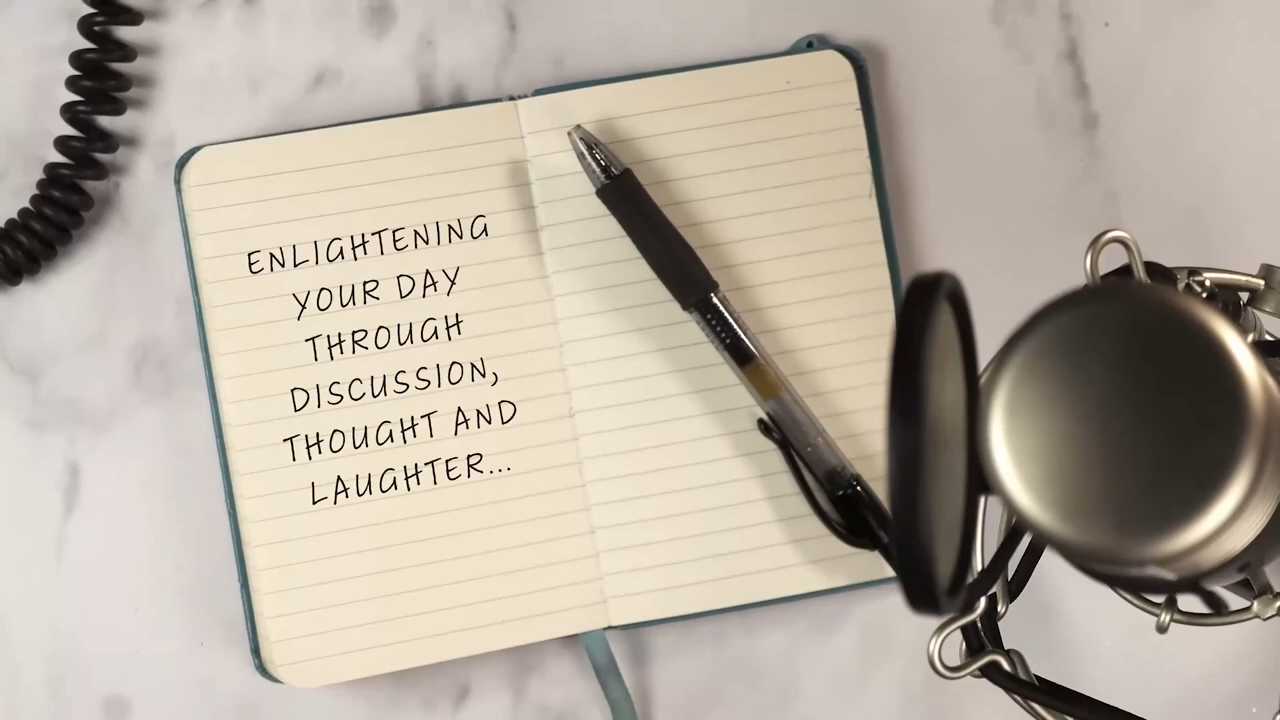 ENLIGHTENING
YOUR DAY
THROUGH
DISCUSSION,
THOUGHT AND
LAUGHTER...